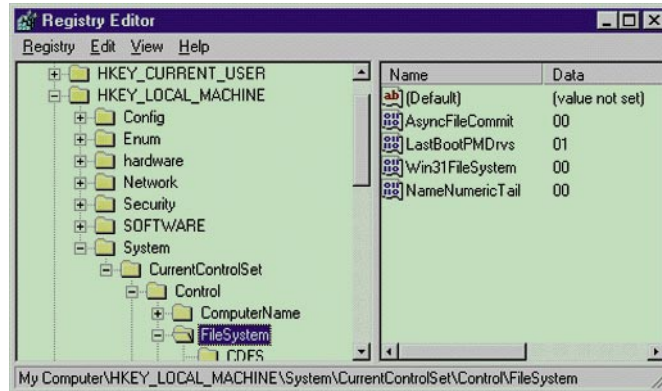 Registry Editor
Registry Edit View Help
HKEY_CURRENT_USER
HKEY_LOCAL_MACHINE
Config
Enum
hardware
Network
Security
SOFTWARE
System
CurrentControlSet
Control
ComputerName
FileSystem
CDFS
Name Data
(Default) (value not set)
AsyncFileCommit 00
LastBootPMDrvs 01
Win31FileSystem 00
NameNumericTail 00
My Computer\HKEY_LOCAL_MACHINE\System\CurrentControlSet\Control\FileSystem